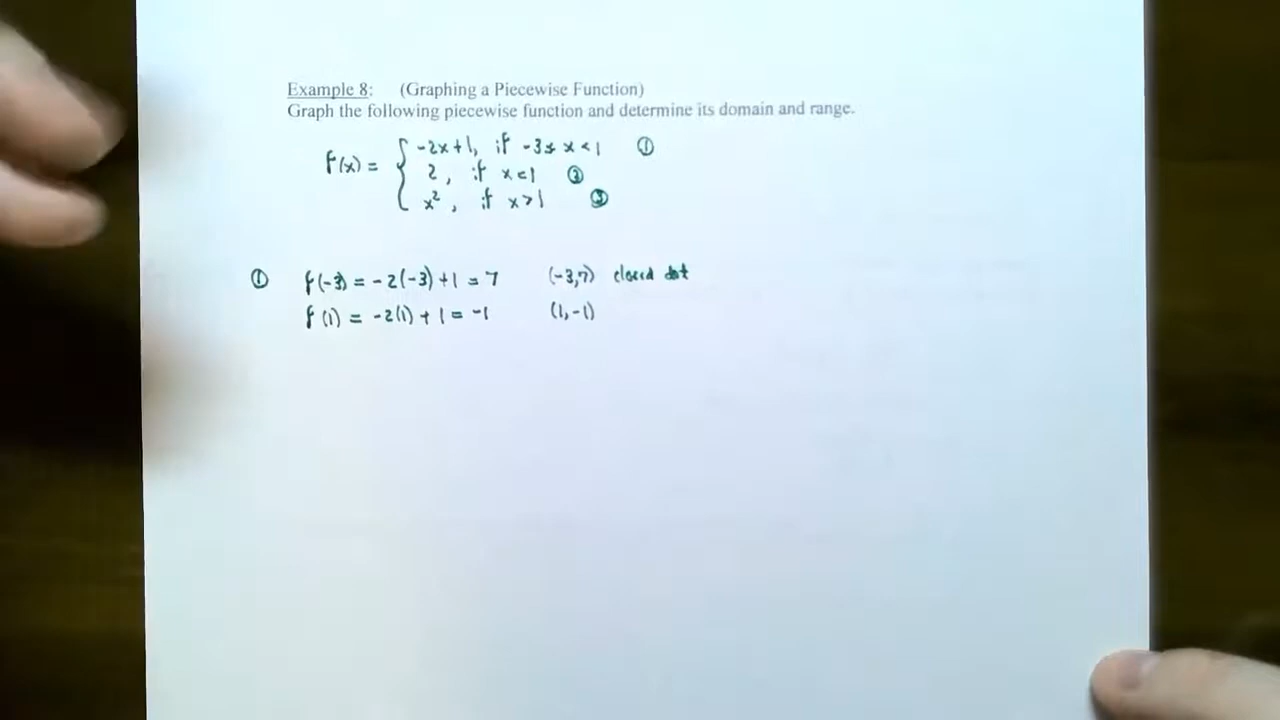 Example 8: (Graphing a Piecewise Function)
Graph the following piecewise function and determine its domain and range.
f(x) = { -2x+1, if -3≤ x < 1 ①
2, if x=1 ②
x², if x>1 ③
① f(-3) = -2(-3)+1 = 7 (-3,7) closed dot
f(1) = -2(1) + 1 = -1 (1,-1)